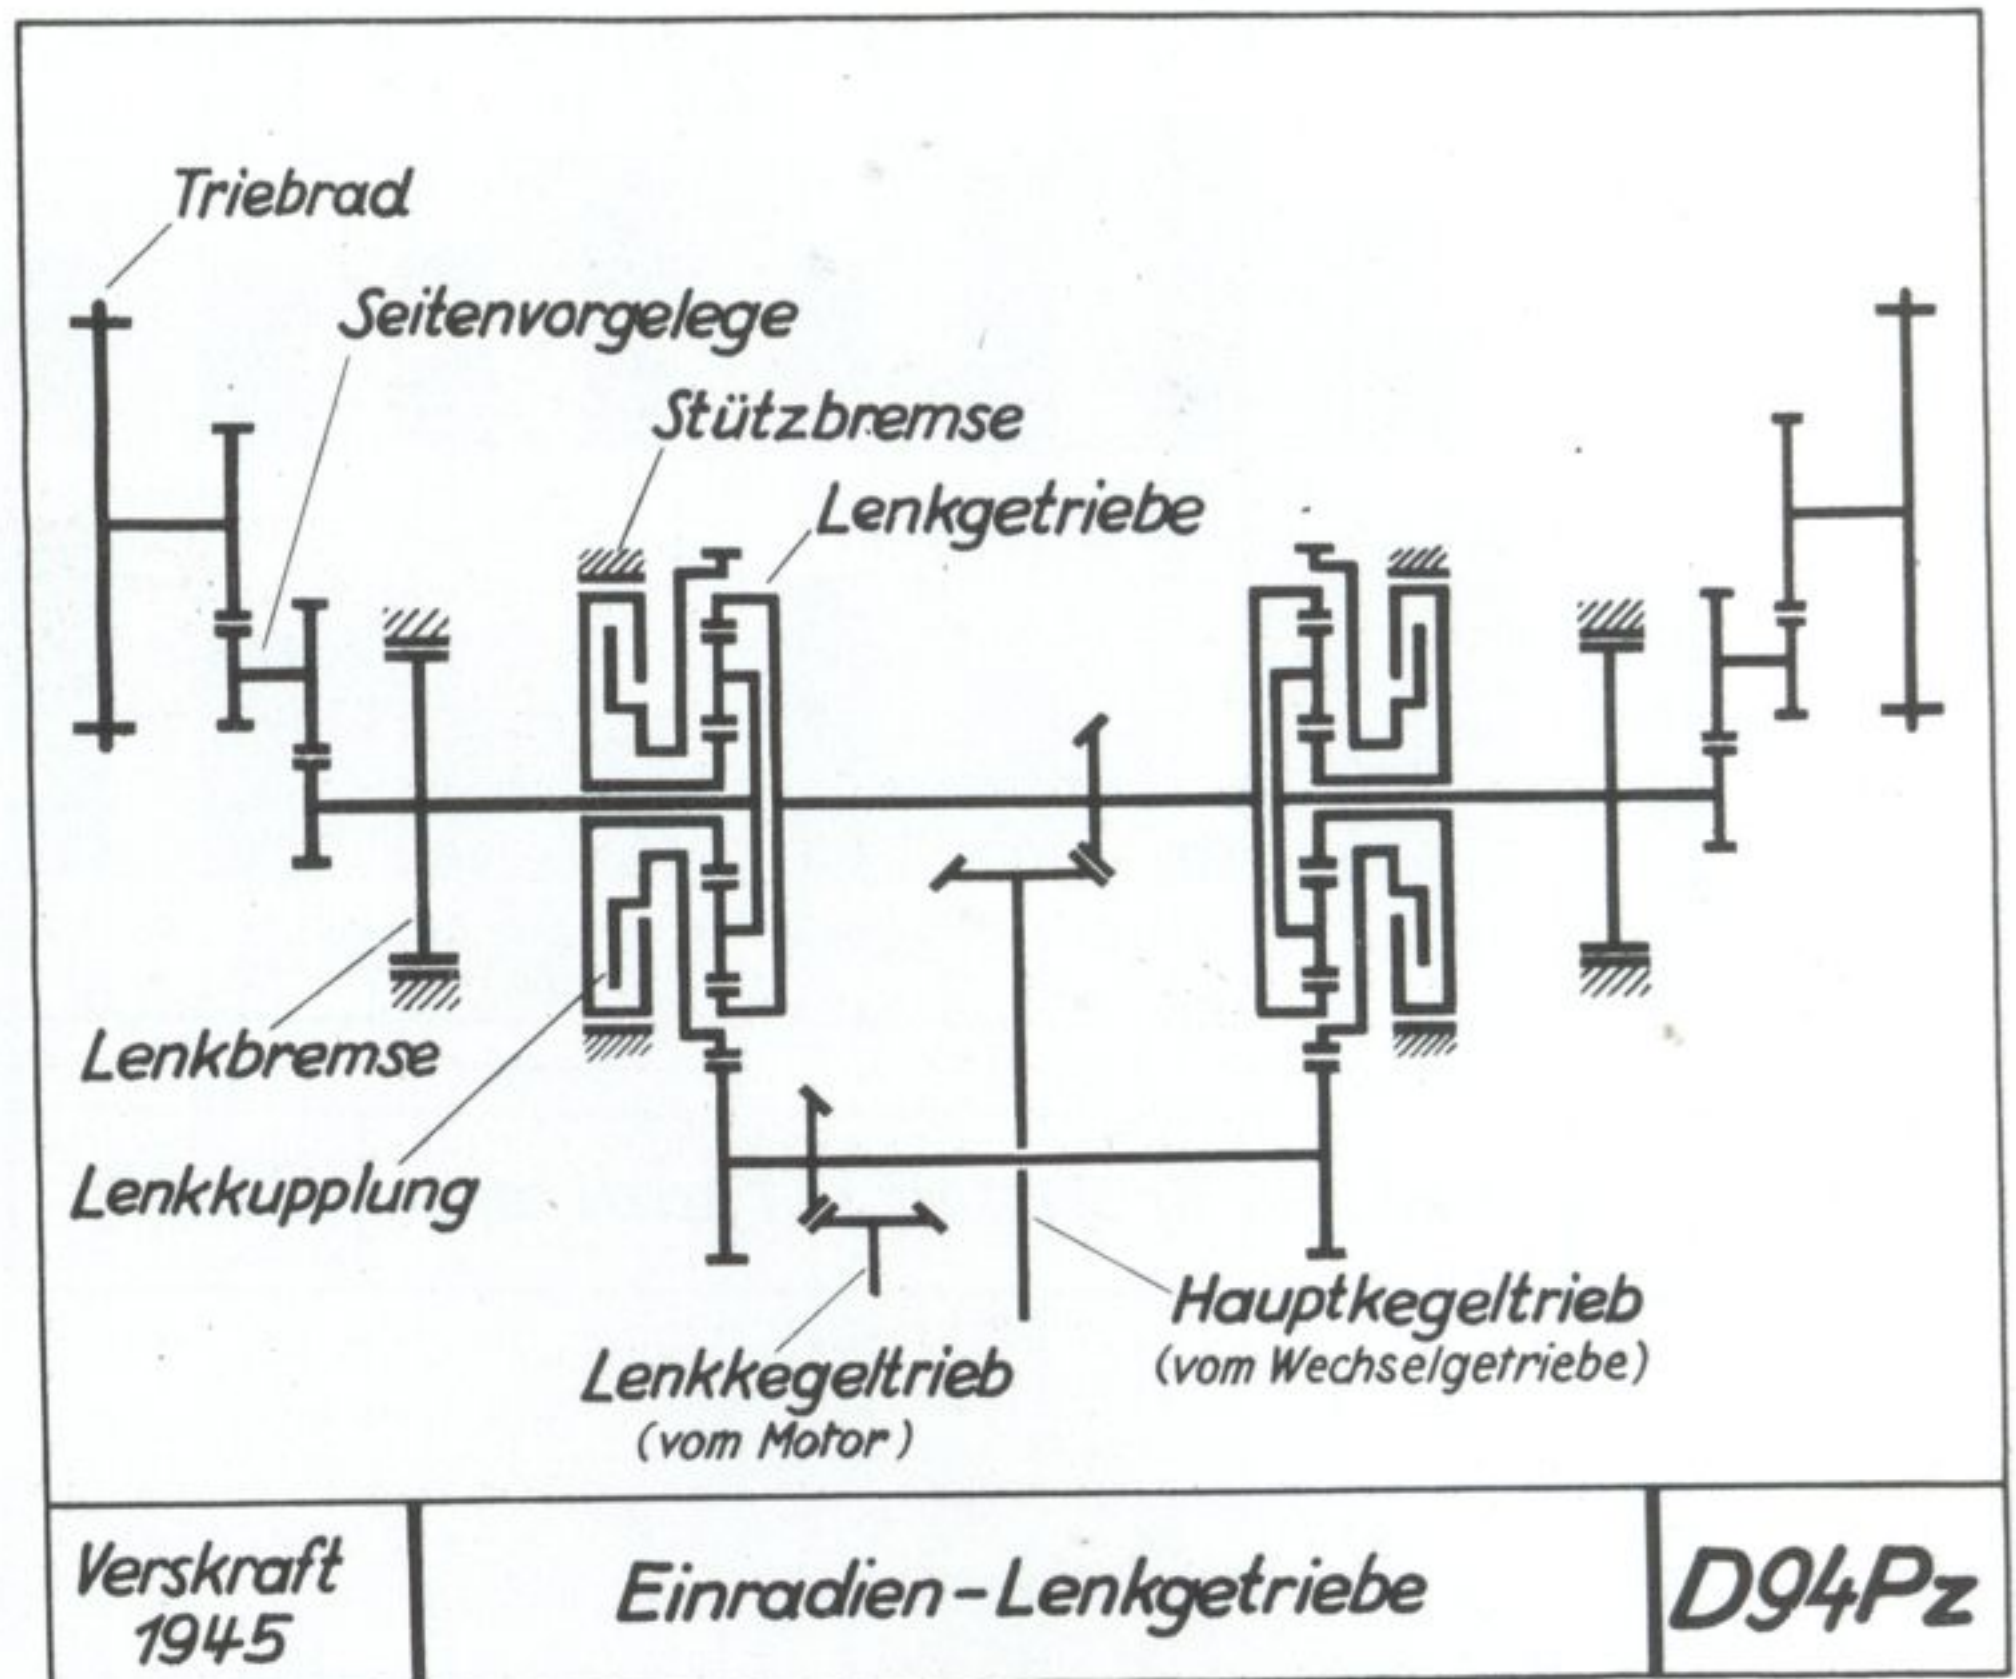 Triebrad
Seitenvorgelege
Stützbremse
Lenkgetriebe
Lenkbremse
Lenkkupplung
Lenkkegeltrieb
(vom Motor)
Hauptkegeltrieb
(vom Wechselgetriebe)
Verskraft
1945
Einradien-Lenkgetriebe
D94Pz